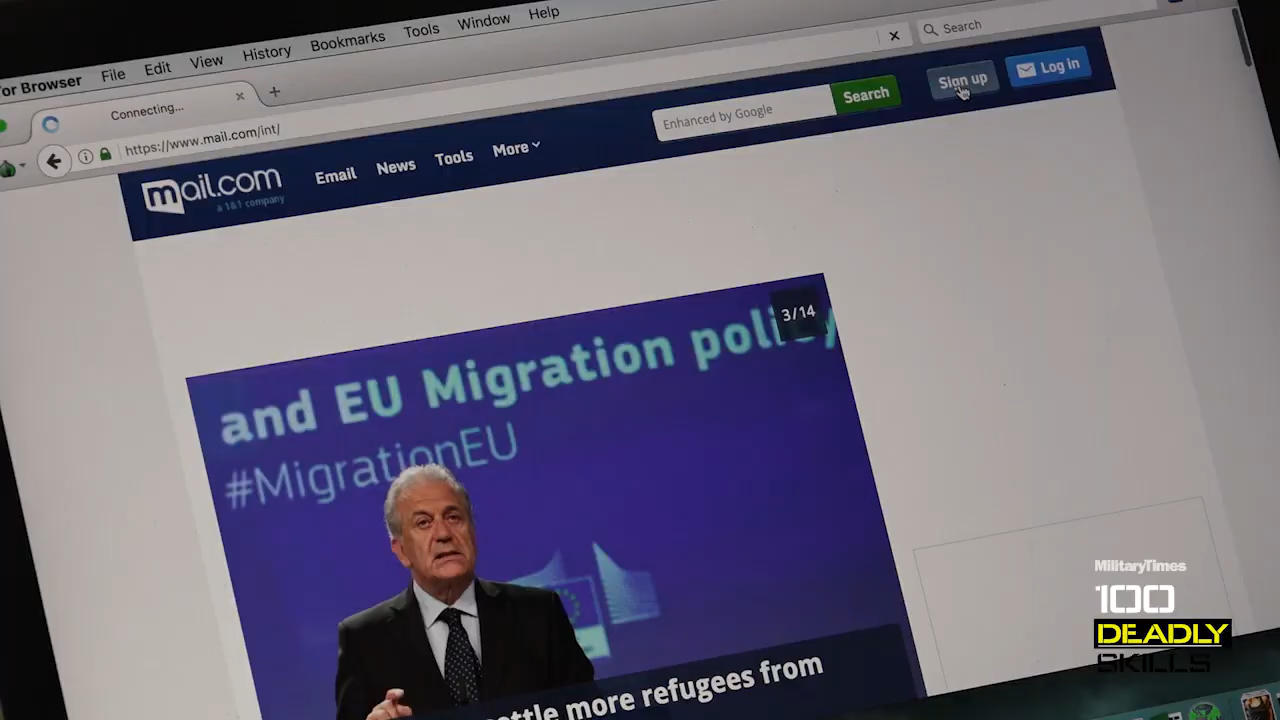 or Browser File Edit View History Bookmarks Tools Window Help
Connecting...
https://www.mail.com/int/
Search
mail.com
a 1&1 company
Email News Tools More
Enhanced by Google
Search
Sign up
Log in
3/14
and EU Migration policy
#MigrationEU
ettle more refugees from
MilitaryTimes
100
DEADLY
SKILLS